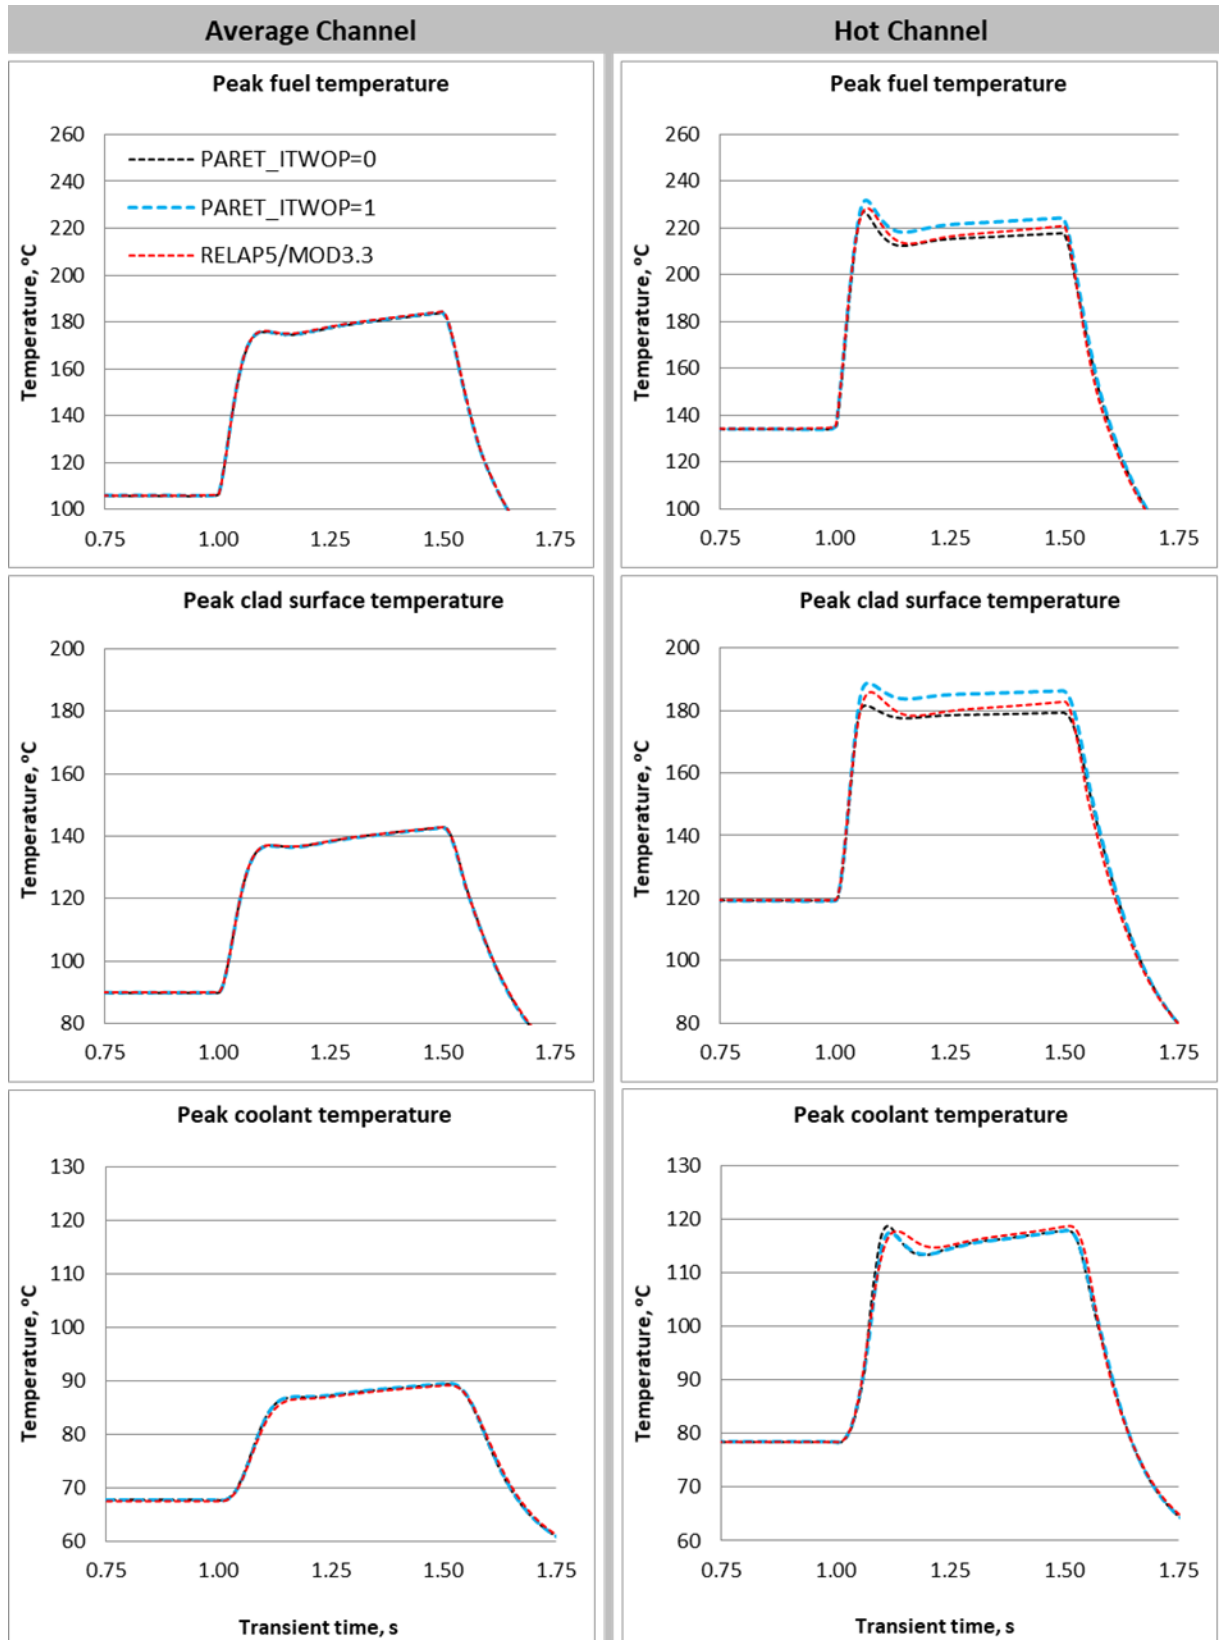 Average Channel
Hot Channel
Peak fuel temperature
Temperature, ºC
260
240
220
200
180
160
140
120
100
PARET_ITWOP=0
PARET_ITWOP=1
RELAP5/MOD3.3
0.75 1.00 1.25 1.50 1.75
Peak fuel temperature
Temperature, ºC
260
240
220
200
180
160
140
120
100
0.75 1.00 1.25 1.50 1.75
Peak clad surface temperature
Temperature, ºC
200
180
160
140
120
100
80
0.75 1.00 1.25 1.50 1.75
Peak clad surface temperature
Temperature, ºC
200
180
160
140
120
100
80
0.75 1.00 1.25 1.50 1.75
Peak coolant temperature
Temperature, ºC
130
120
110
100
90
80
70
60
0.75 1.00 1.25 1.50 1.75
Transient time, s
Peak coolant temperature
Temperature, ºC
130
120
110
100
90
80
70
60
0.75 1.00 1.25 1.50 1.75
Transient time, s